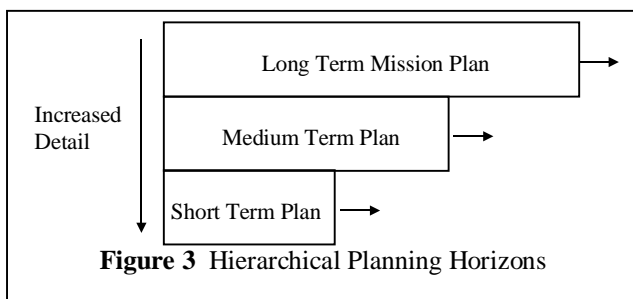 Long Term Mission Plan
Increased
Detail
Medium Term Plan
Short Term Plan
Figure 3  Hierarchical Planning Horizons